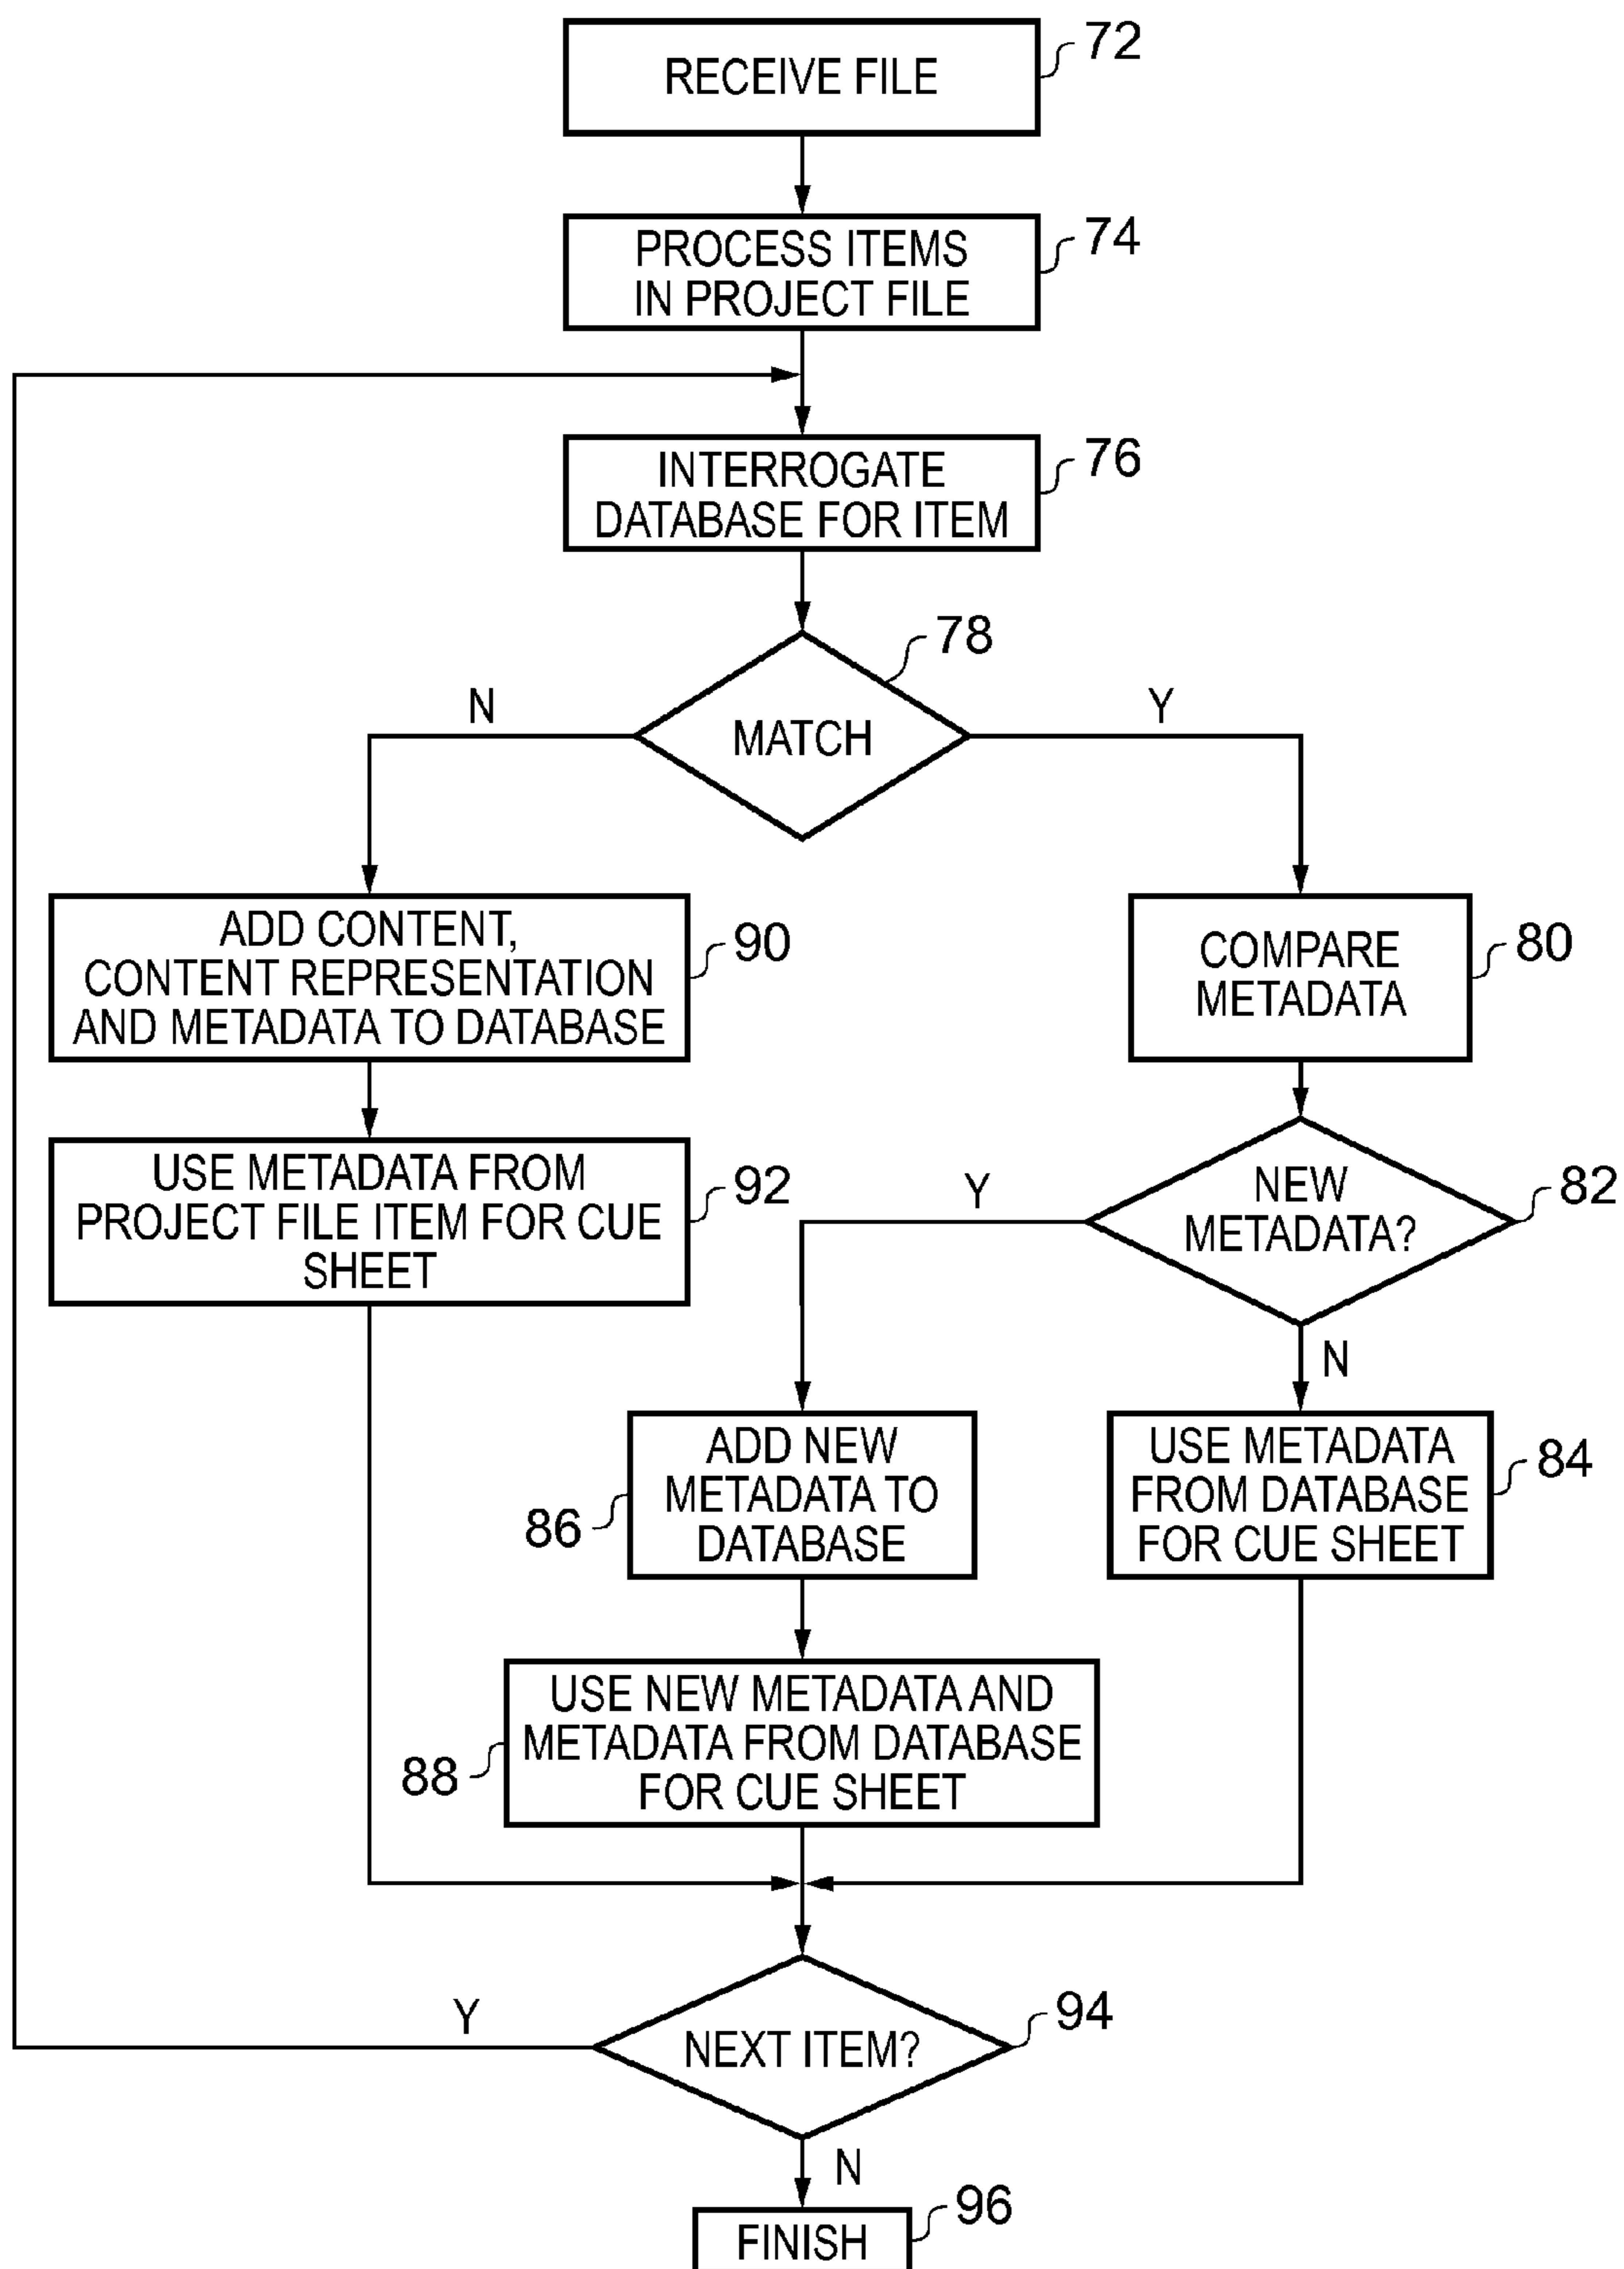 RECEIVE FILE
72
PROCESS ITEMS
IN PROJECT FILE
74
INTERROGATE
DATABASE FOR ITEM
76
MATCH
78
N
Y
ADD CONTENT,
CONTENT REPRESENTATION
AND METADATA TO DATABASE
90
COMPARE
METADATA
80
USE METADATA FROM
PROJECT FILE ITEM FOR CUE
SHEET
92
NEW
METADATA?
82
Y
N
ADD NEW
METADATA TO
DATABASE
86
USE METADATA
FROM DATABASE
FOR CUE SHEET
84
USE NEW METADATA AND
METADATA FROM DATABASE
FOR CUE SHEET
88
NEXT ITEM?
94
Y
N
FINISH
96